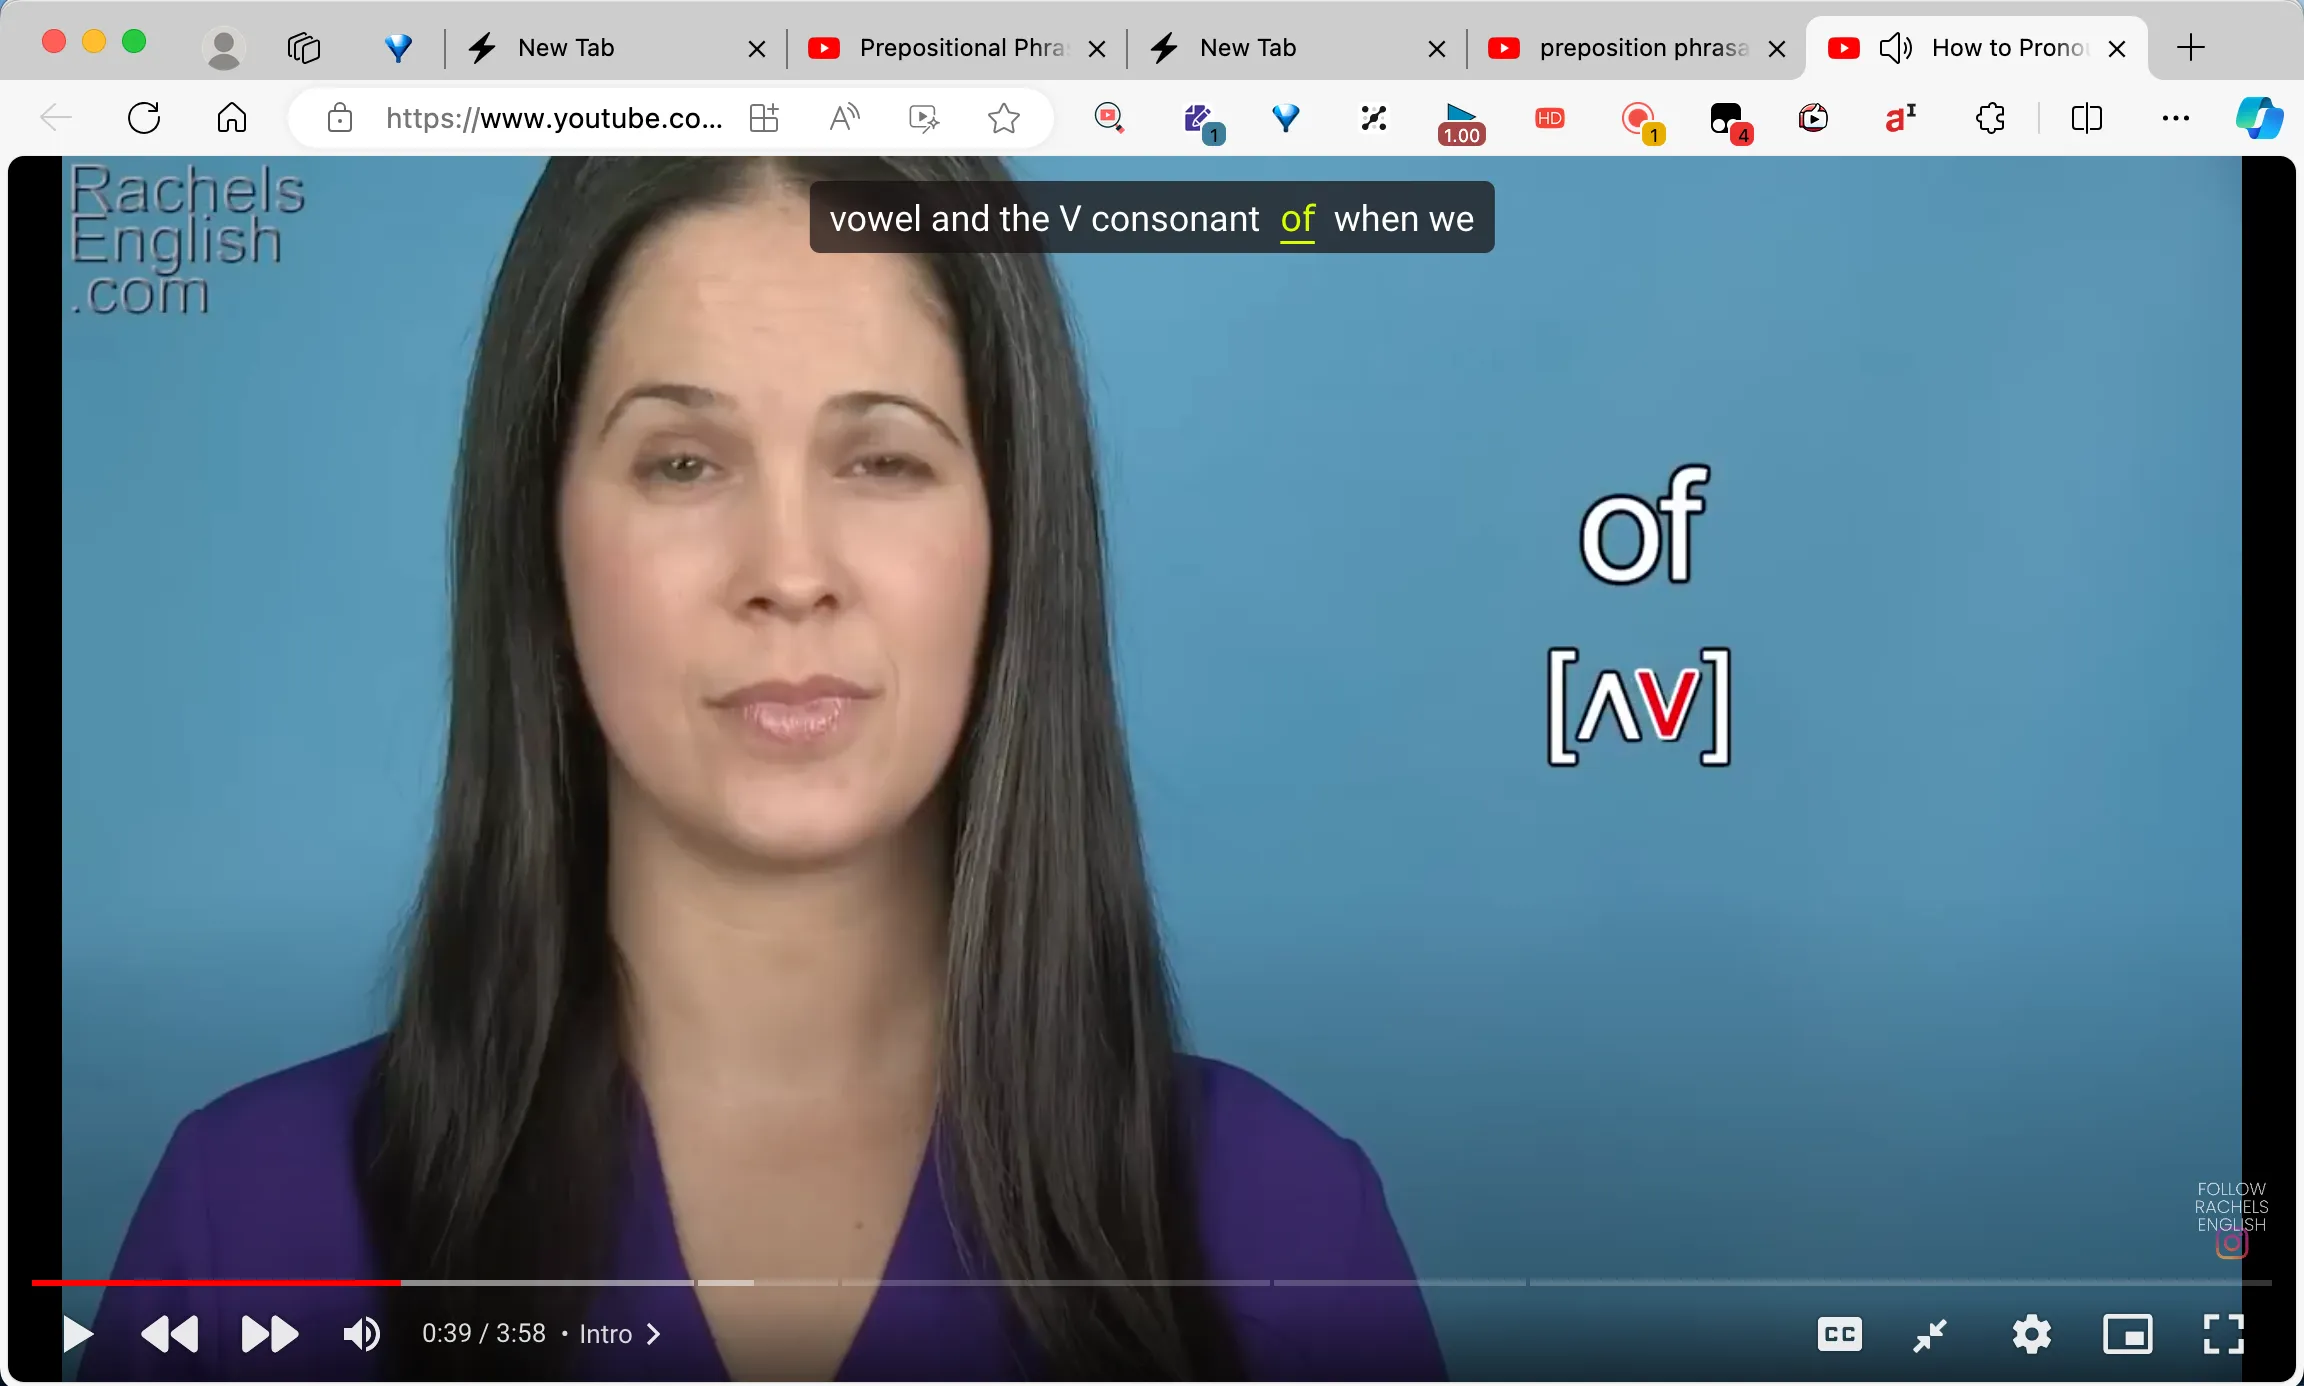 New Tab
Prepositional Phra
New Tab
preposition phrasa
How to Pronou
https://www.youtube.co...
1
1.00
HD
1
4
Rachels
English
.com
vowel and the V consonant of when we
of
[ʌv]
FOLLOW
RACHELS
ENGLISH
0:39 / 3:58 • Intro
CC